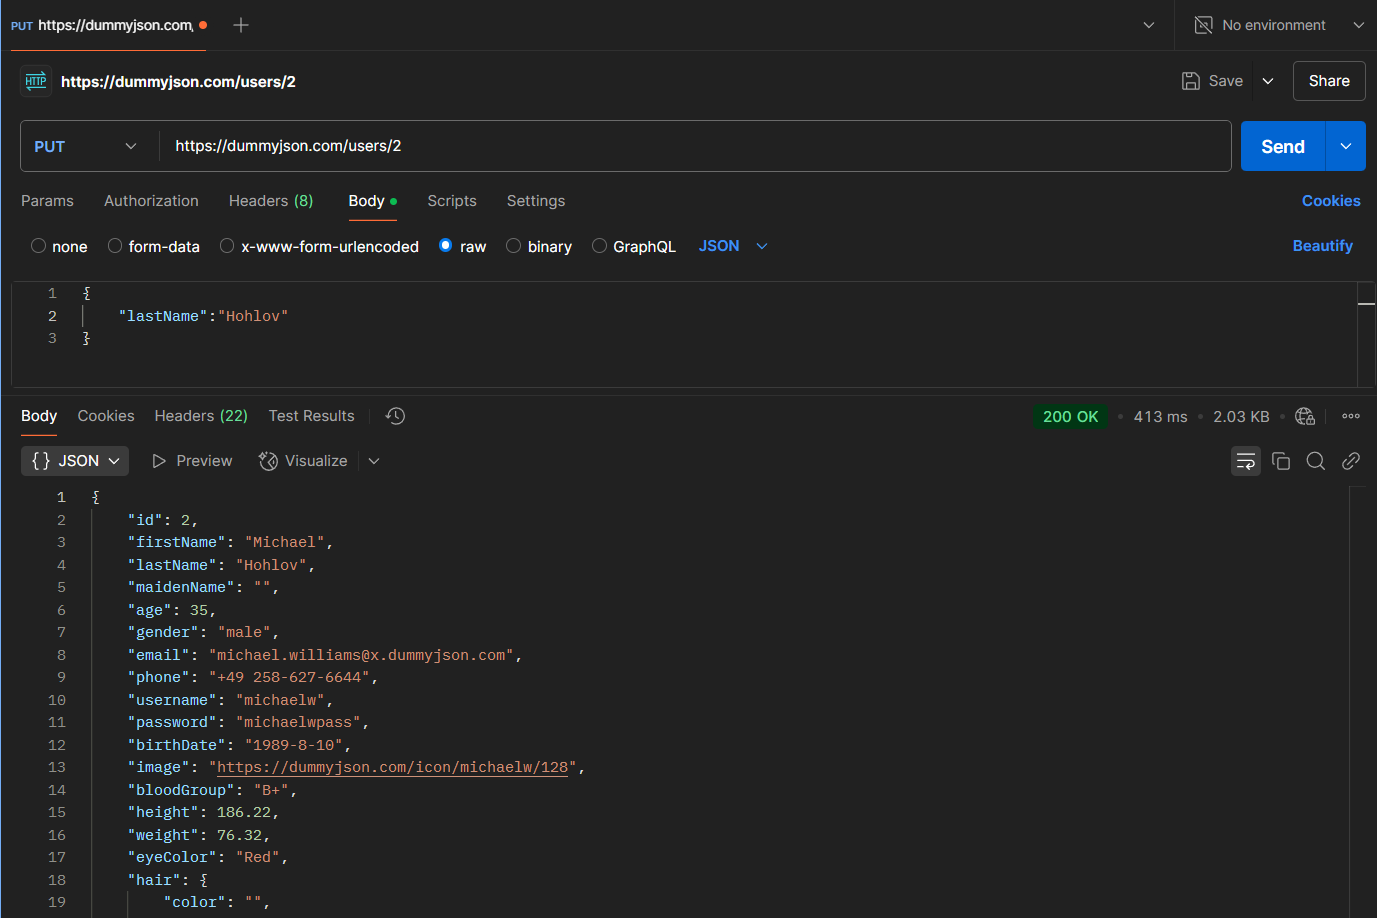 PUT https://dummyjson.com,
No environment
HTTP https://dummyjson.com/users/2
Save
Share
PUT https://dummyjson.com/users/2
Send
Params Authorization Headers (8) Body Scripts Settings Cookies
none form-data x-www-form-urlencoded raw binary GraphQL JSON Beautify
1 {
2 "lastName":"Hohlov"
3 }
Body Cookies Headers (22) Test Results 200 OK 413 ms 2.03 KB
{} JSON Preview Visualize
1 {
2 "id": 2,
3 "firstName": "Michael",
4 "lastName": "Hohlov",
5 "maidenName": "",
6 "age": 35,
7 "gender": "male",
8 "email": "michael.williams@x.dummyjson.com",
9 "phone": "+49 258-627-6644",
10 "username": "michaelw",
11 "password": "michaelwpass",
12 "birthDate": "1989-8-10",
13 "image": "https://dummyjson.com/icon/michaelw/128",
14 "bloodGroup": "B+",
15 "height": 186.22,
16 "weight": 76.32,
17 "eyeColor": "Red",
18 "hair": {
19 "color": "",